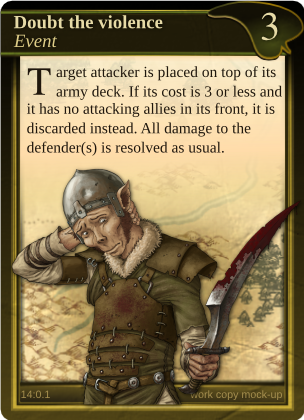 Doubt the violence
Event
3
Target attacker is placed on top of its
army deck. If its cost is 3 or less and
it has no attacking allies in its front, it is
discarded instead. All damage to the
defender(s) is resolved as usual.
14:0.1
work copy mock-up